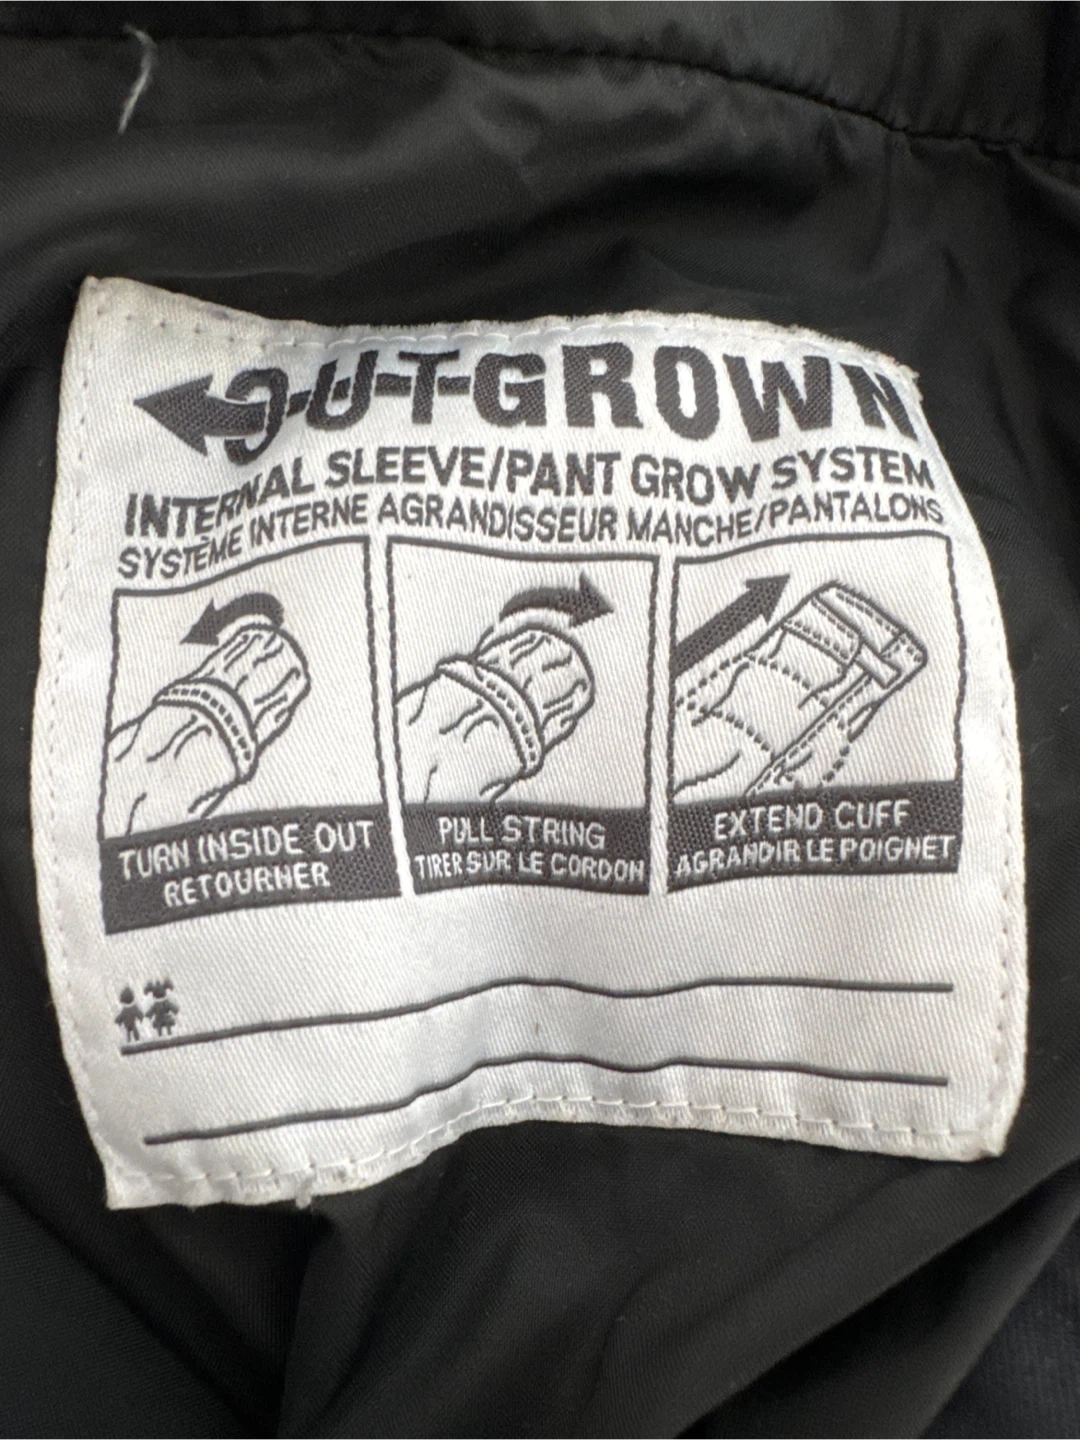 OUTGROWN
INTERNAL SLEEVE/PANT GROW SYSTEM
SYSTÈME INTERNE AGRANDISSEUR MANCHE/PANTALONS
TURN INSIDE OUT
RETOURNER
PULL STRING
TIRER SUR LE CORDON
EXTEND CUFF
AGRANDIR LE POIGNET